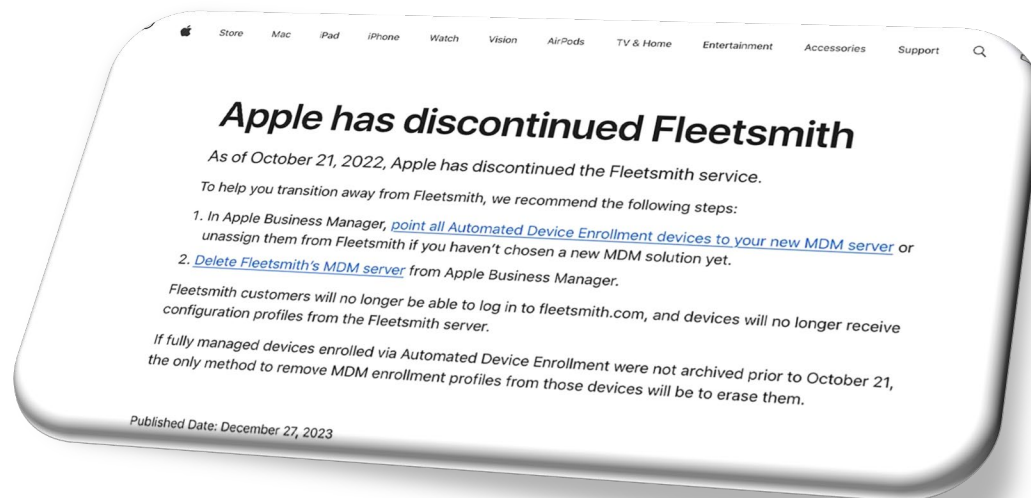 Store Mac iPad iPhone Watch Vision AirPods TV & Home Entertainment Accessories Support
Apple has discontinued Fleetsmith
As of October 21, 2022, Apple has discontinued the Fleetsmith service.
To help you transition away from Fleetsmith, we recommend the following steps:
1. In Apple Business Manager, point all Automated Device Enrollment devices to your new MDM server or
unassign them from Fleetsmith if you haven't chosen a new MDM solution yet.
2. Delete Fleetsmith's MDM server from Apple Business Manager.
Fleetsmith customers will no longer be able to log in to fleetsmith.com, and devices will no longer receive
configuration profiles from the Fleetsmith server.
If fully managed devices enrolled via Automated Device Enrollment were not archived prior to October 21,
the only method to remove MDM enrollment profiles from those devices will be to erase them.
Published Date: December 27, 2023